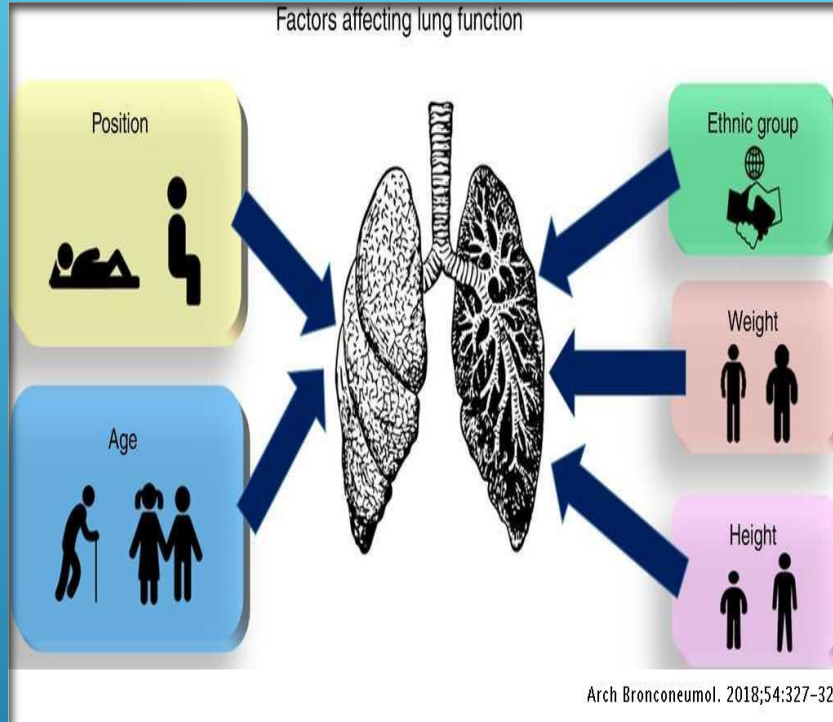 Factors affecting lung function
Position
Age
Ethnic group
Weight
Height
Arch Bronconeumol. 2018;54:327-32